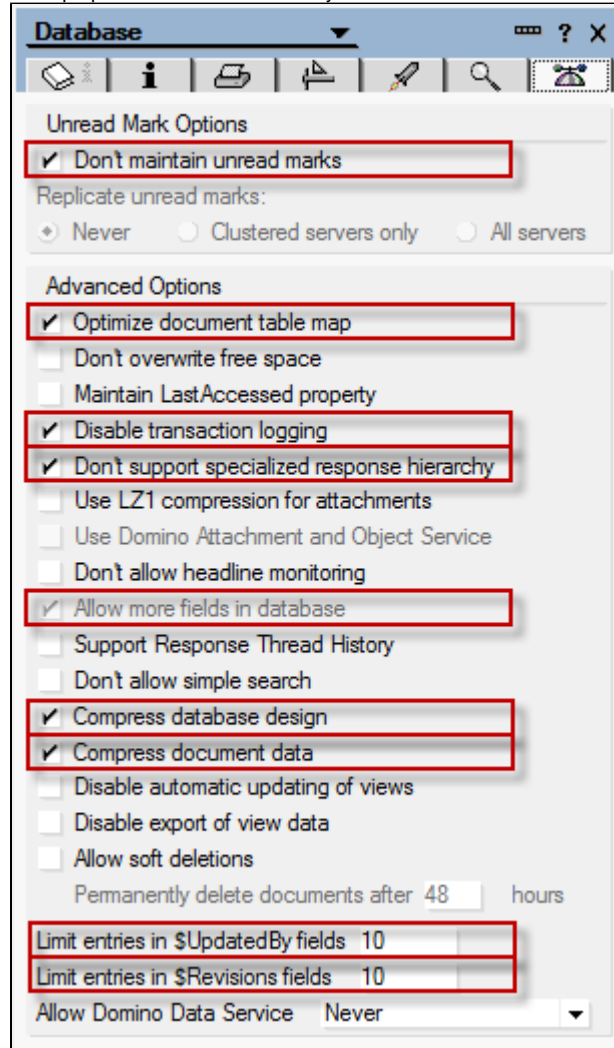 Database
? X
i
Unread Mark Options
Don't maintain unread marks
Replicate unread marks:
Never Clustered servers only All servers
Advanced Options
Optimize document table map
Don't overwrite free space
Maintain LastAccessed property
Disable transaction logging
Don't support specialized response hierarchy
Use LZ1 compression for attachments
Use Domino Attachment and Object Service
Don't allow headline monitoring
Allow more fields in database
Support Response Thread History
Don't allow simple search
Compress database design
Compress document data
Disable automatic updating of views
Disable export of view data
Allow soft deletions
Permanently delete documents after 48 hours
Limit entries in $UpdatedBy fields 10
Limit entries in $Revisions fields 10
Allow Domino Data Service Never